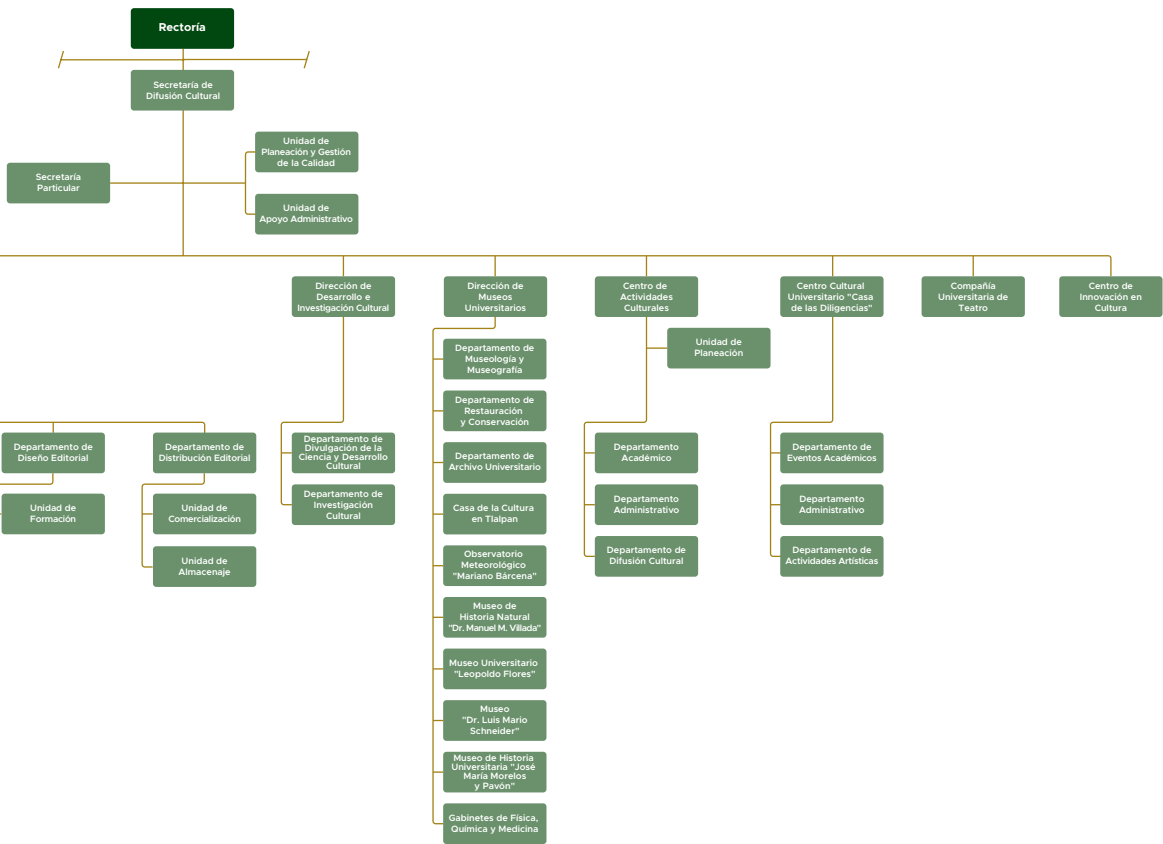 Rectoría
Secretaría de
Difusión Cultural
Unidad de
Planeación y Gestión
de la Calidad
Secretaría
Particular
Unidad de
Apoyo Administrativo
Dirección de
Desarrollo e
Investigación Cultural
Dirección de
Museos
Universitarios
Centro de
Actividades
Culturales
Centro Cultural
Universitario "Casa
de las Diligencias"
Compañía
Universitaria de
Teatro
Centro de
Innovación en
Cultura
Unidad de
Planeación
Departamento de
Diseño Editorial
Unidad de
Formación
Departamento de
Distribución Editorial
Unidad de
Comercialización
Unidad de
Almacenaje
Departamento de
Divulgación de la
Ciencia y Desarrollo
Cultural
Departamento de
Investigación
Cultural
Departamento de
Museología y
Museografía
Departamento de
Restauración
y Conservación
Departamento de
Archivo Universitario
Casa de la Cultura
en Tlalpan
Observatorio
Meteorológico
"Mariano Bárcena"
Museo de
Historia Natural
"Dr. Manuel M. Villada"
Museo Universitario
"Leopoldo Flores"
Museo
"Dr. Luis Mario
Schneider"
Museo de Historia
Universitaria "José
María Morelos
y Pavón"
Gabinetes de Física,
Química y Medicina
Departamento
Académico
Departamento
Administrativo
Departamento de
Difusión Cultural
Departamento de
Eventos Académicos
Departamento
Administrativo
Departamento de
Actividades Artísticas